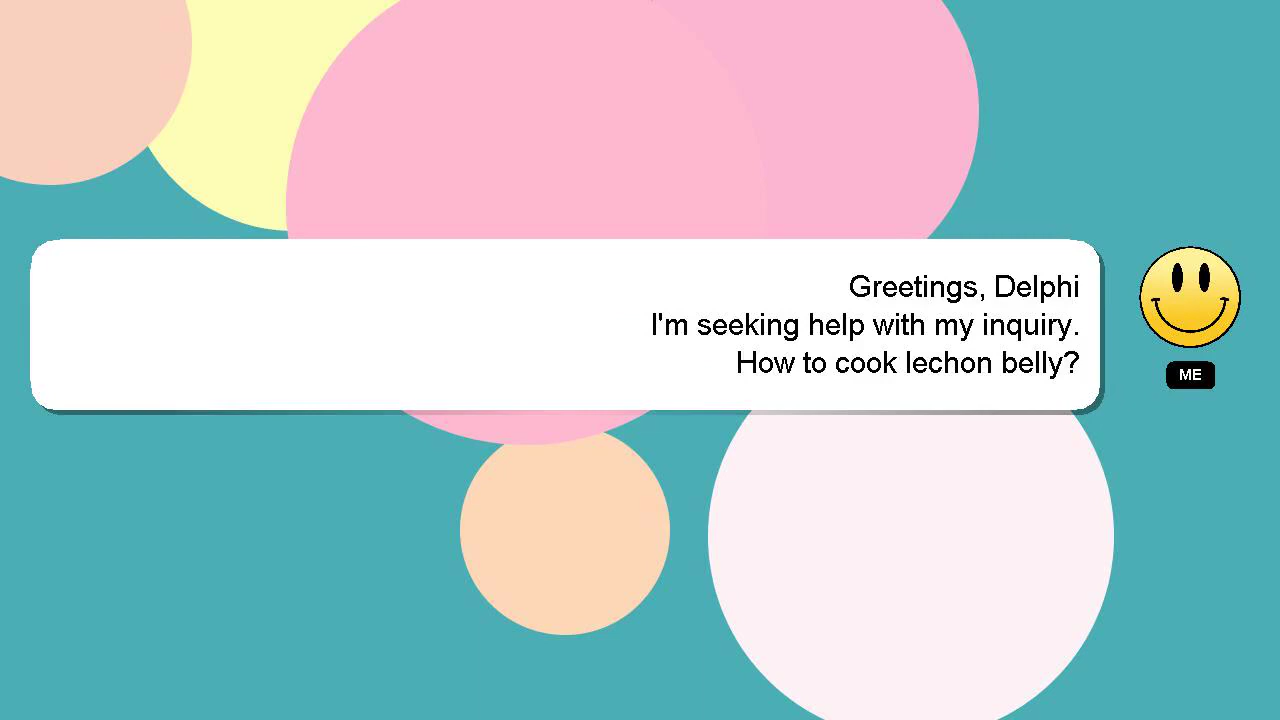 Greetings, Delphi
I'm seeking help with my inquiry.
How to cook lechon belly?
ME